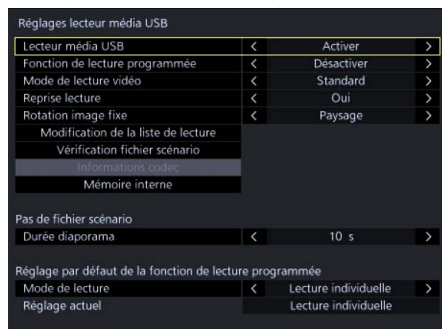 Réglages lecteur média USB
Lecteur média USB < Activer >
Fonction de lecture programmée < Désactiver >
Mode de lecture vidéo < Standard >
Reprise lecture < Oui >
Rotation image fixe < Paysage >
Modification de la liste de lecture
Vérification fichier scénario
Informations codec
Mémoire interne
Pas de fichier scénario
Durée diaporama < 10 s >
Réglage par défaut de la fonction de lecture programmée
Mode de lecture < Lecture individuelle >
Réglage actuel Lecture individuelle